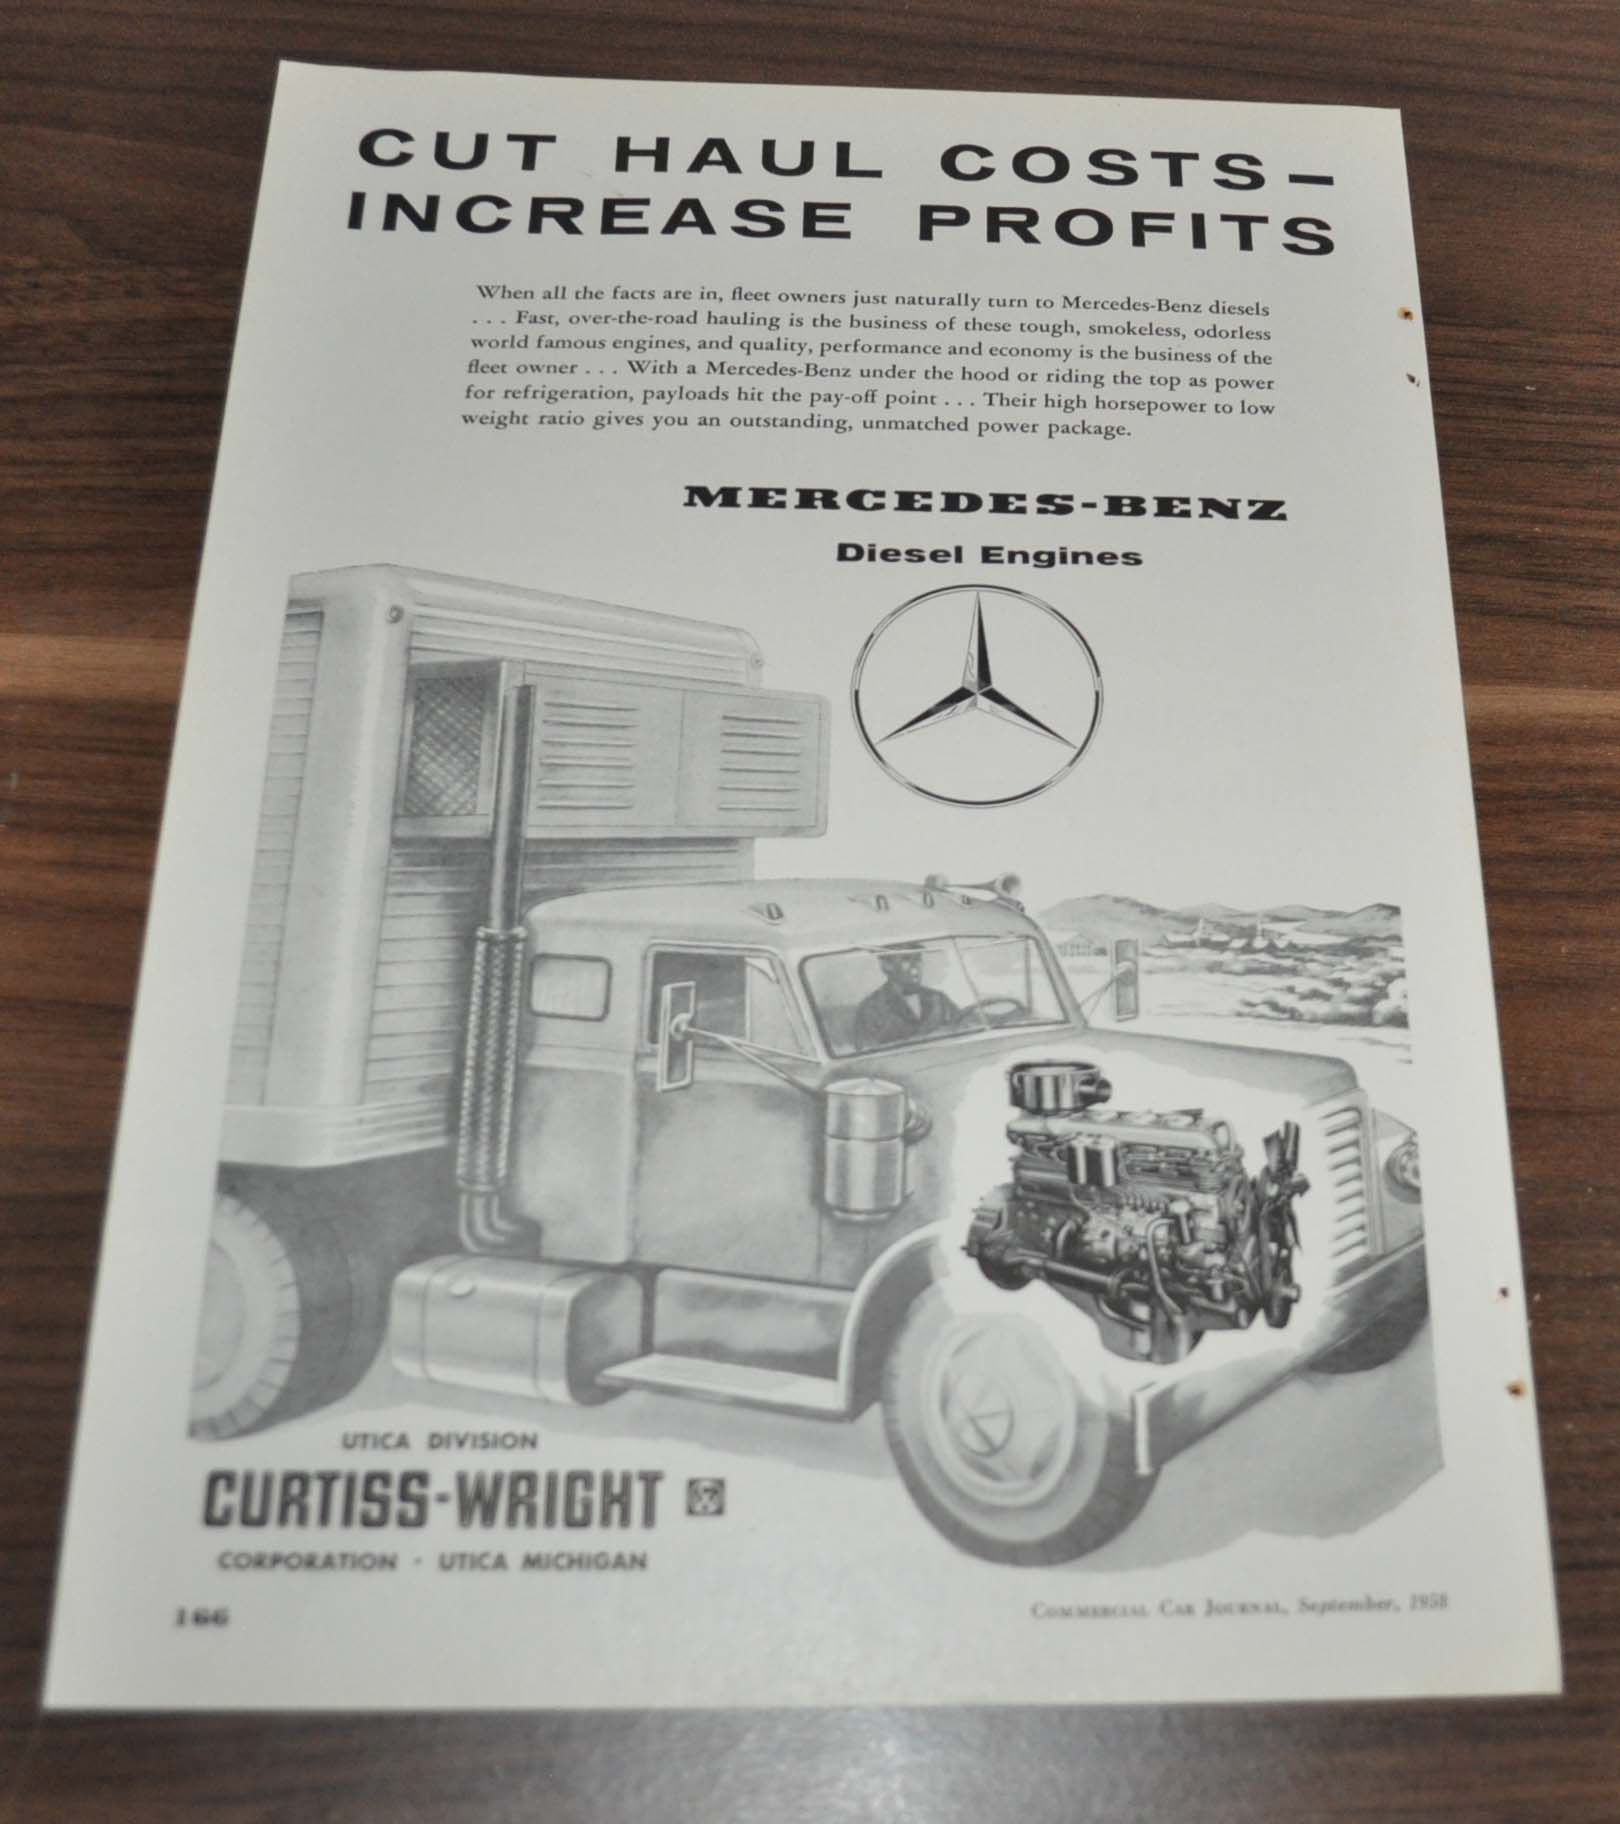 CUT HAUL COSTS–
INCREASE PROFITS
When all the facts are in, fleet owners just naturally turn to Mercedes-Benz diesels
. . . Fast, over-the-road hauling is the business of these tough, smokeless, odorless
world famous engines, and quality, performance and economy is the business of the
fleet owner . . . With a Mercedes-Benz under the hood or riding the top as power
for refrigeration, payloads hit the pay-off point . . . Their high horsepower to low
weight ratio gives you an outstanding, unmatched power package.
MERCEDES-BENZ
Diesel Engines
UTICA DIVISION
CURTISS-WRIGHT
CORPORATION • UTICA MICHIGAN
166
COMMERCIAL CAR JOURNAL, September, 1958